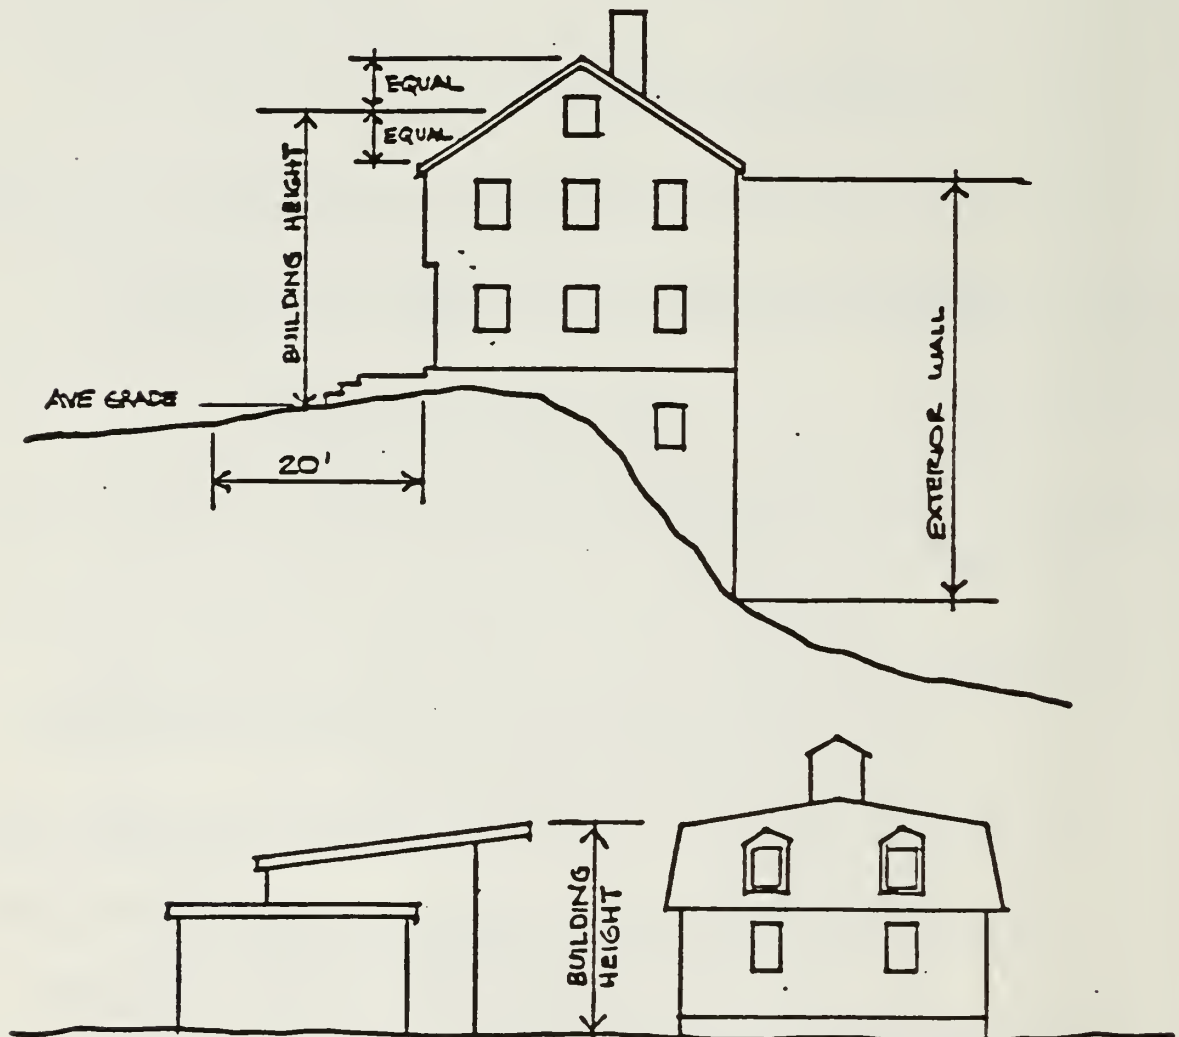 EQUAL
EQUAL
BUILDING HEIGHT
AVE GRADE
20'
EXTERIOR WALL
BUILDING
HEIGHT